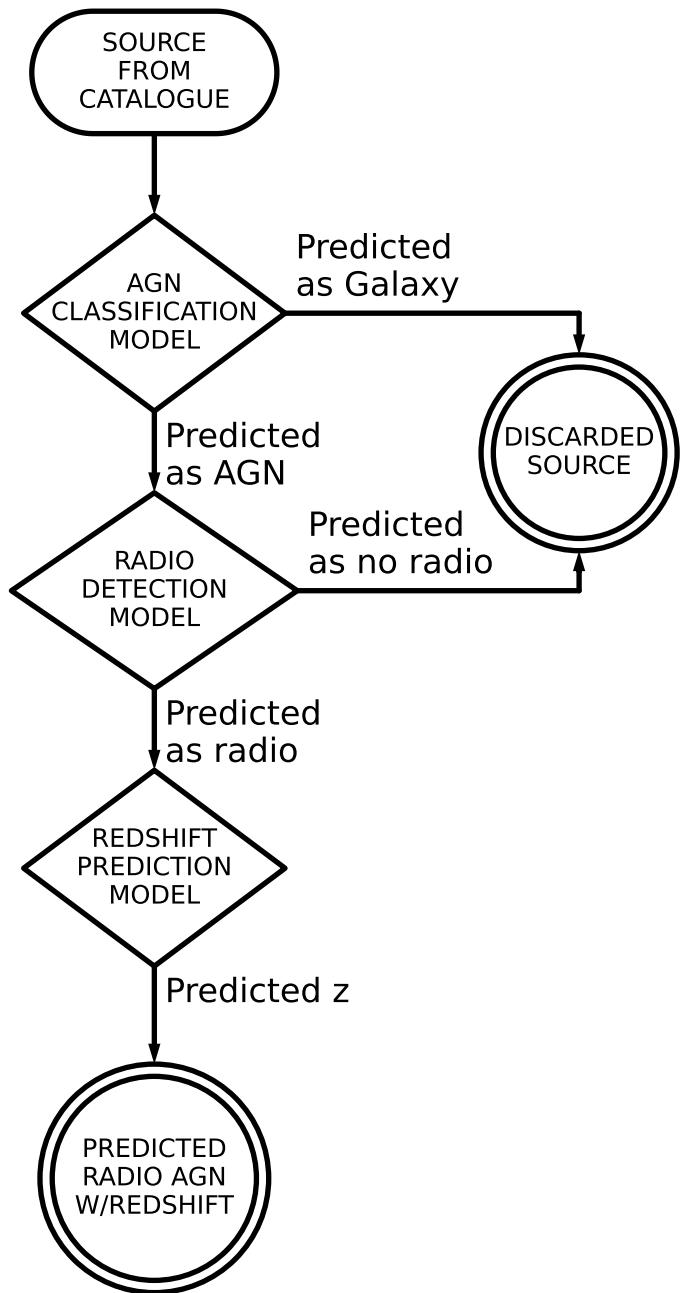 SOURCE
FROM
CATALOGUE
Predicted
as Galaxy
AGN
CLASSIFICATION
MODEL
DISCARDED
SOURCE
Predicted
as AGN
Predicted
as no radio
RADIO
DETECTION
MODEL
Predicted
as radio
REDSHIFT
PREDICTION
MODEL
Predicted z
PREDICTED
RADIO AGN
W/REDSHIFT